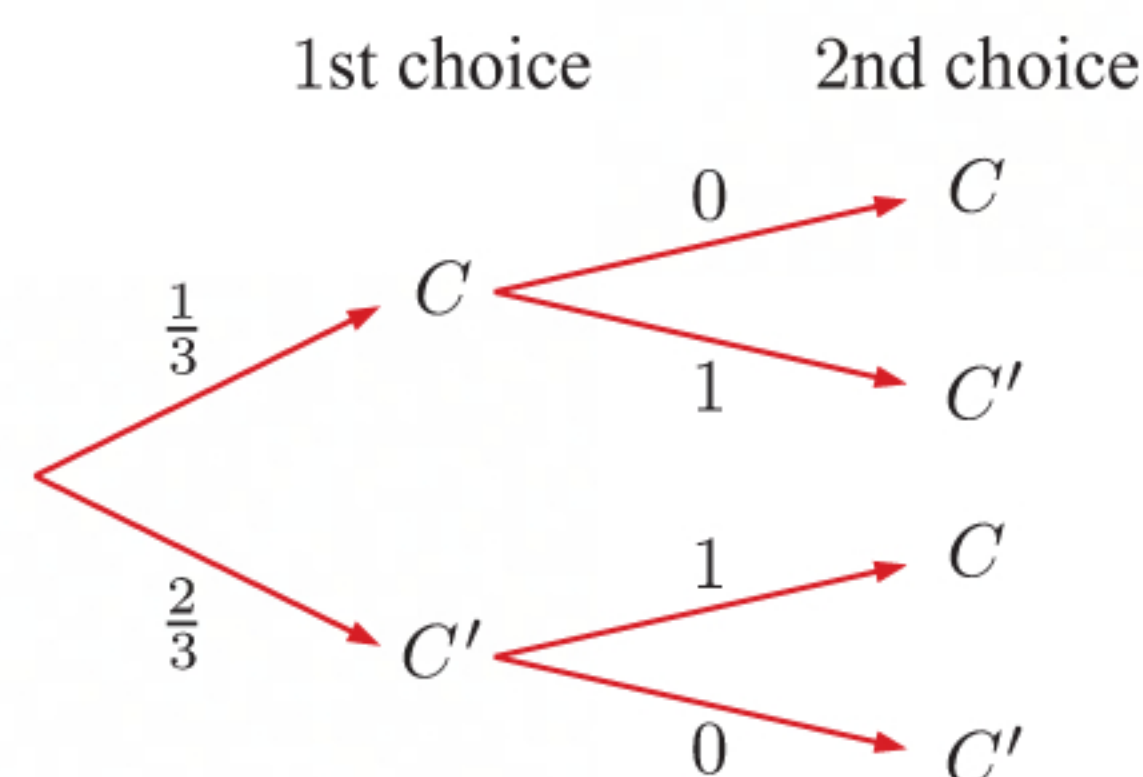 1st choice 2nd choice
0 C
1/3 C
1 C′
1 C
2/3 C′
0 C′